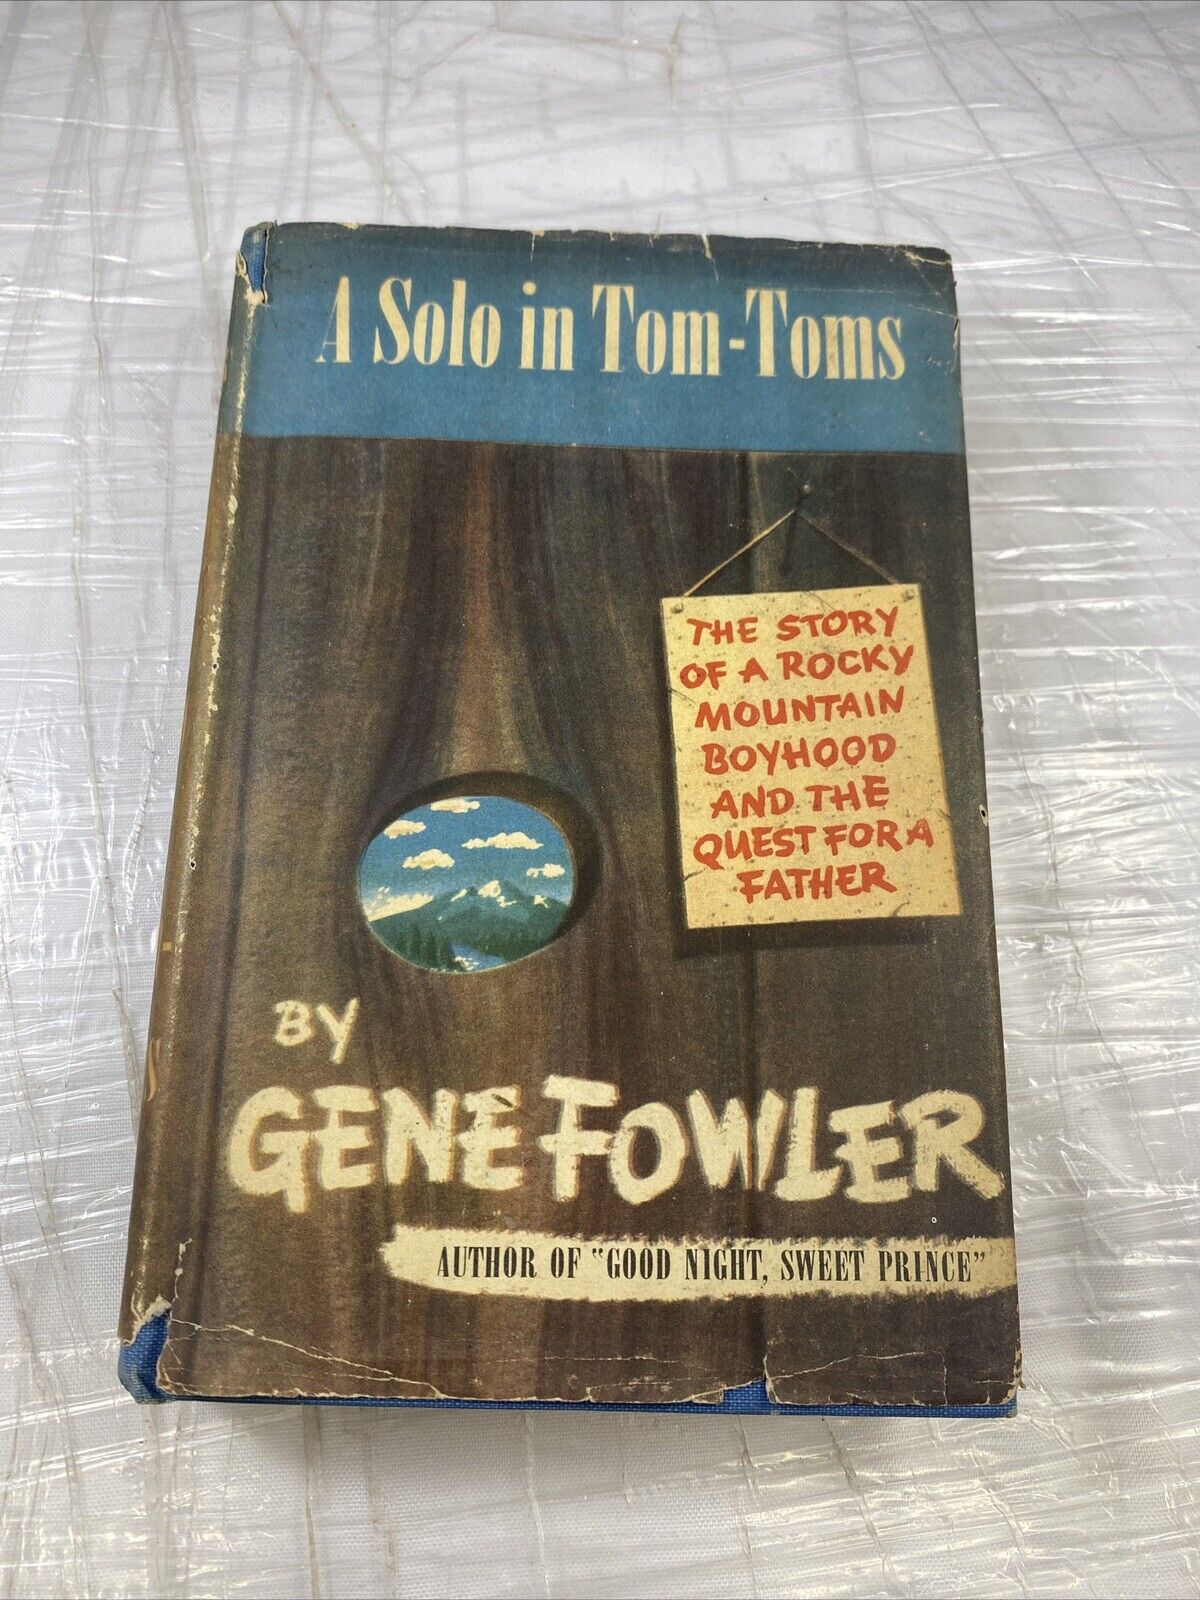 A Solo in Tom-Toms
THE STORY
OF A ROCKY
MOUNTAIN
BOYHOOD
AND THE
QUEST FOR A
FATHER
BY
GENE FOWLER
AUTHOR OF "GOOD NIGHT, SWEET PRINCE"